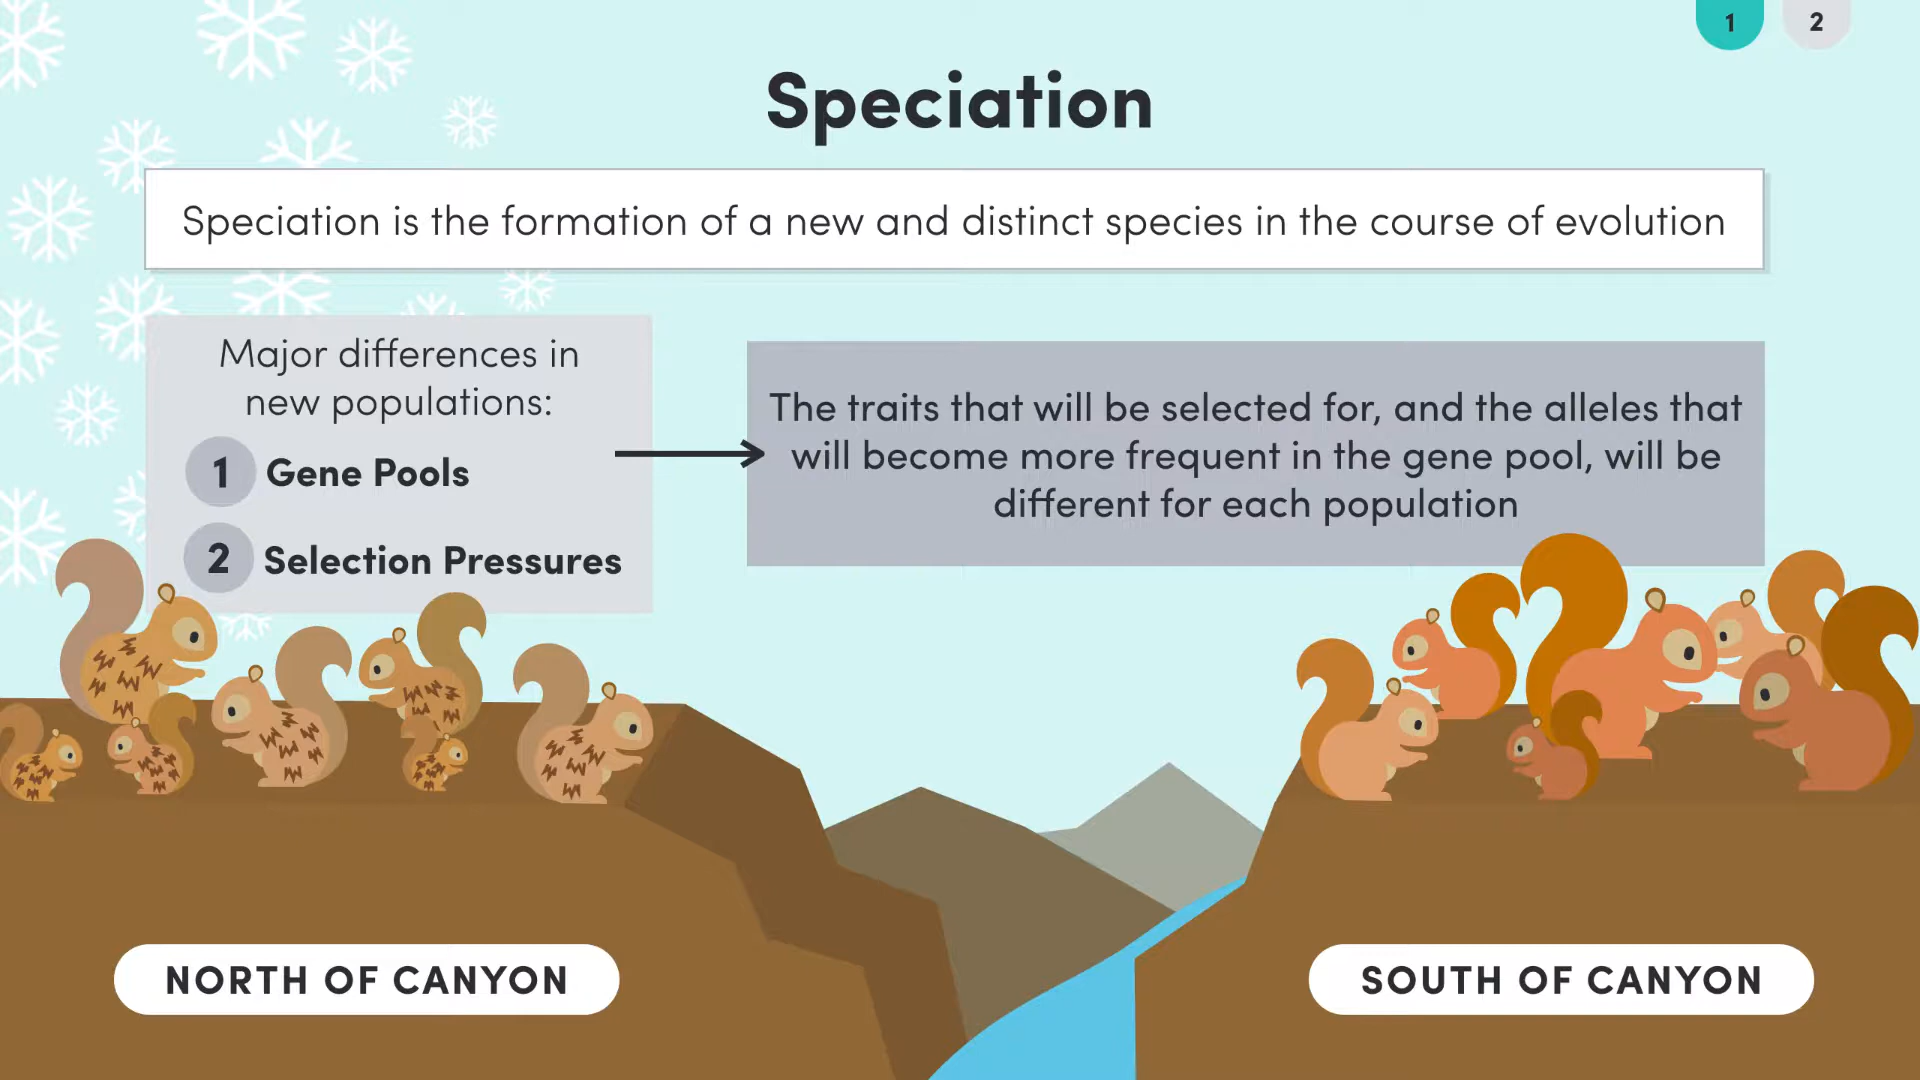 1
2
Speciation
Speciation is the formation of a new and distinct species in the course of evolution
Major differences in
new populations:
1 Gene Pools
2 Selection Pressures
The traits that will be selected for, and the alleles that
will become more frequent in the gene pool, will be
different for each population
NORTH OF CANYON
SOUTH OF CANYON